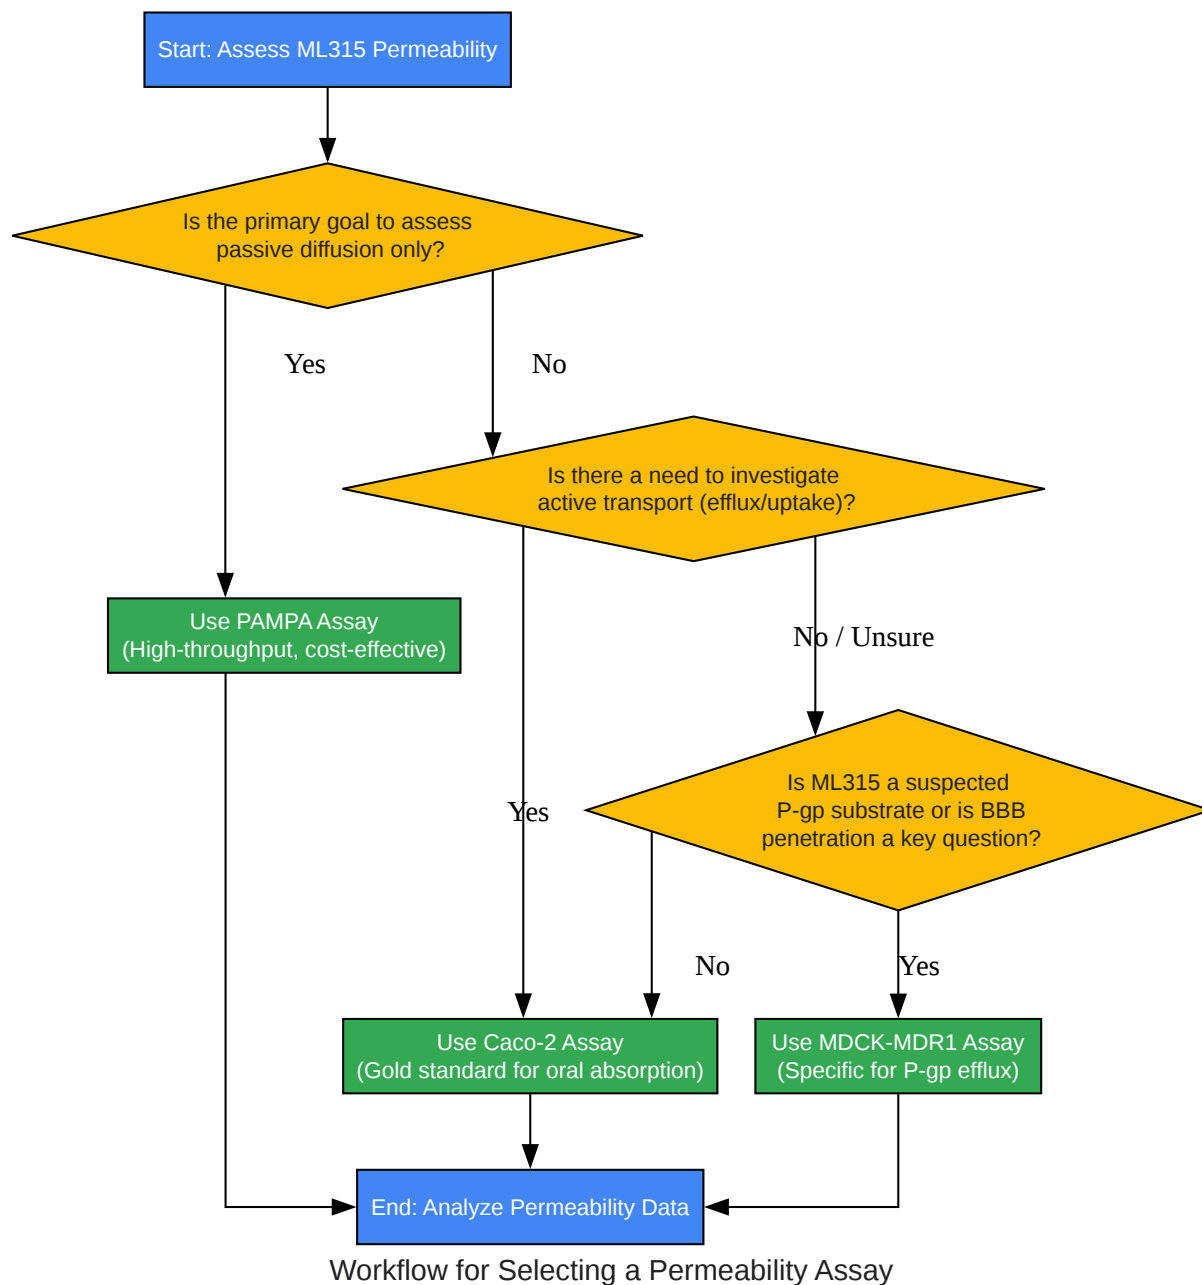 Start: Assess ML315 Permeability
Is the primary goal to assess
passive diffusion only?
Yes
No
Is there a need to investigate
active transport (efflux/uptake)?
Use PAMPA Assay
(High-throughput, cost-effective)
No / Unsure
Yes
Is ML315 a suspected
P-gp substrate or is BBB
penetration a key question?
No
Yes
Use Caco-2 Assay
(Gold standard for oral absorption)
Use MDCK-MDR1 Assay
(Specific for P-gp efflux)
End: Analyze Permeability Data
Workflow for Selecting a Permeability Assay